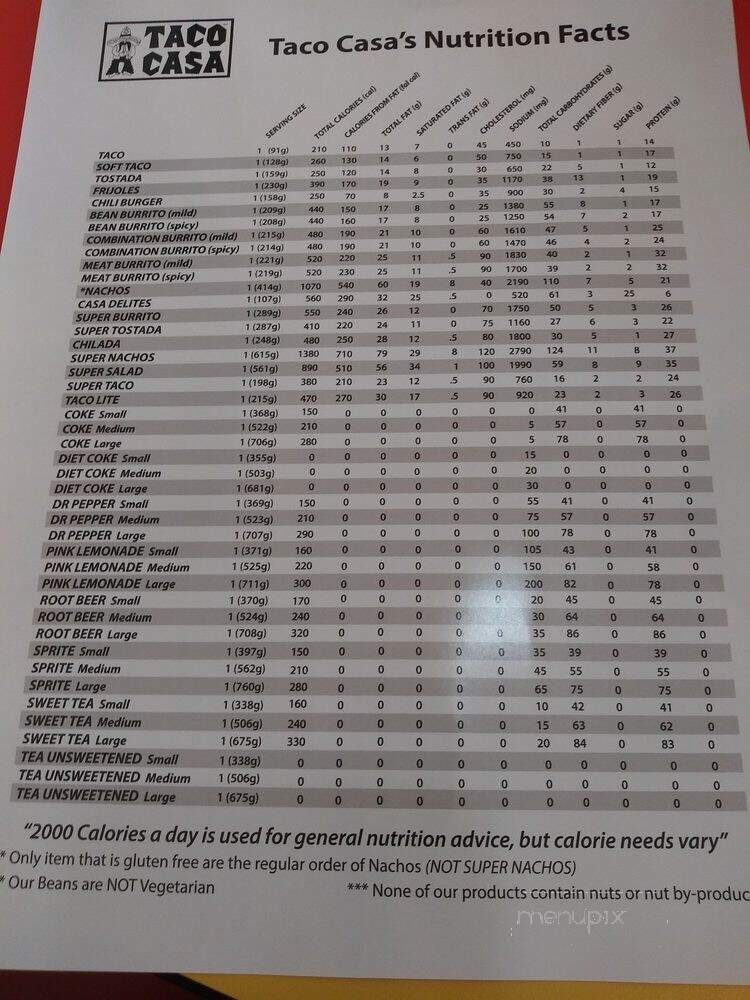 TACO CASA
Taco Casa's Nutrition Facts
SERVING SIZE TOTAL CALORIES (cal) CALORIES FROM FAT (fat cal) TOTAL FAT (g) SATURATED FAT (g) TRANS FAT (g) CHOLESTEROL (mg) SODIUM (mg) TOTAL CARBOHYDRATES (g) DIETARY FIBER (g) SUGAR (g) PROTEIN (g)
TACO 1 (91g) 210 110 13 7 0 45 450 10 1 1 14
SOFT TACO 1 (128g) 260 130 14 6 0 50 750 15 1 1 17
TOSTADA 1 (159g) 250 120 14 8 0 30 650 22 5 1 12
FRIJOLES 1 (230g) 390 170 19 9 0 35 1170 38 13 1 19
CHILI BURGER 1 (158g) 250 70 8 2.5 0 35 900 30 2 4 15
BEAN BURRITO (mild) 1 (209g) 440 150 17 8 0 25 1380 55 8 1 17
BEAN BURRITO (spicy) 1 (208g) 440 160 17 8 0 25 1250 54 7 2 17
COMBINATION BURRITO (mild) 1 (215g) 480 190 21 10 0 60 1610 47 5 1 25
COMBINATION BURRITO (spicy) 1 (214g) 480 190 21 10 0 60 1470 46 4 2 24
MEAT BURRITO (mild) 1 (221g) 520 220 25 11 .5 90 1830 40 2 1 32
MEAT BURRITO (spicy) 1 (219g) 520 230 25 11 .5 90 1700 39 2 2 32
*NACHOS 1 (414g) 1070 540 60 19 8 40 2190 110 7 5 21
CASA DELITES 1 (107g) 560 290 32 25 .5 0 520 61 3 25 6
SUPER BURRITO 1 (289g) 550 240 26 12 0 70 1750 50 5 3 26
SUPER TOSTADA 1 (287g) 410 220 24 11 0 75 1160 27 6 3 22
CHILADA 1 (248g) 480 250 28 12 .5 80 1800 30 5 1 27
SUPER NACHOS 1 (615g) 1380 710 79 29 8 120 2790 124 11 8 37
SUPER SALAD 1 (561g) 890 510 56 34 1 100 1990 59 8 9 35
SUPER TACO 1 (198g) 380 210 23 12 .5 90 760 16 2 2 24
TACO LITE 1 (215g) 470 270 30 17 .5 90 920 23 2 3 26
COKE Small 1 (368g) 150 0 0 0 0 0 0 41 0 41 0
COKE Medium 1 (522g) 210 0 0 0 0 0 5 57 0 57 0
COKE Large 1 (706g) 280 0 0 0 0 0 5 78 0 78 0
DIET COKE Small 1 (355g) 0 0 0 0 0 0 15 0 0 0 0
DIET COKE Medium 1 (503g) 0 0 0 0 0 0 20 0 0 0 0
DIET COKE Large 1 (681g) 0 0 0 0 0 0 30 0 0 0 0
DR PEPPER Small 1 (369g) 150 0 0 0 0 0 55 41 0 41 0
DR PEPPER Medium 1 (523g) 210 0 0 0 0 0 75 57 0 57 0
DR PEPPER Large 1 (707g) 290 0 0 0 0 0 100 78 0 78 0
PINK LEMONADE Small 1 (371g) 160 0 0 0 0 0 105 43 0 41 0
PINK LEMONADE Medium 1 (525g) 220 0 0 0 0 0 150 61 0 58 0
PINK LEMONADE Large 1 (711g) 300 0 0 0 0 0 200 82 0 78 0
ROOT BEER Small 1 (370g) 170 0 0 0 0 0 20 45 0 45 0
ROOT BEER Medium 1 (524g) 240 0 0 0 0 0 30 64 0 64 0
ROOT BEER Large 1 (708g) 320 0 0 0 0 0 35 86 0 86 0
SPRITE Small 1 (397g) 150 0 0 0 0 0 35 39 0 39 0
SPRITE Medium 1 (562g) 210 0 0 0 0 0 45 55 0 55 0
SPRITE Large 1 (760g) 280 0 0 0 0 0 65 75 0 75 0
SWEET TEA Small 1 (338g) 160 0 0 0 0 0 10 42 0 41 0
SWEET TEA Medium 1 (506g) 240 0 0 0 0 0 15 63 0 62 0
SWEET TEA Large 1 (675g) 330 0 0 0 0 0 20 84 0 83 0
TEA UNSWEETENED Small 1 (338g) 0 0 0 0 0 0 0 0 0 0 0
TEA UNSWEETENED Medium 1 (506g) 0 0 0 0 0 0 0 0 0 0 0
TEA UNSWEETENED Large 1 (675g) 0 0 0 0 0 0 0 0 0 0 0
"2000 Calories a day is used for general nutrition advice, but calorie needs vary"
* Only item that is gluten free are the regular order of Nachos (NOT SUPER NACHOS)
* Our Beans are NOT Vegetarian *** None of our products contain nuts or nut by-produc
menupix